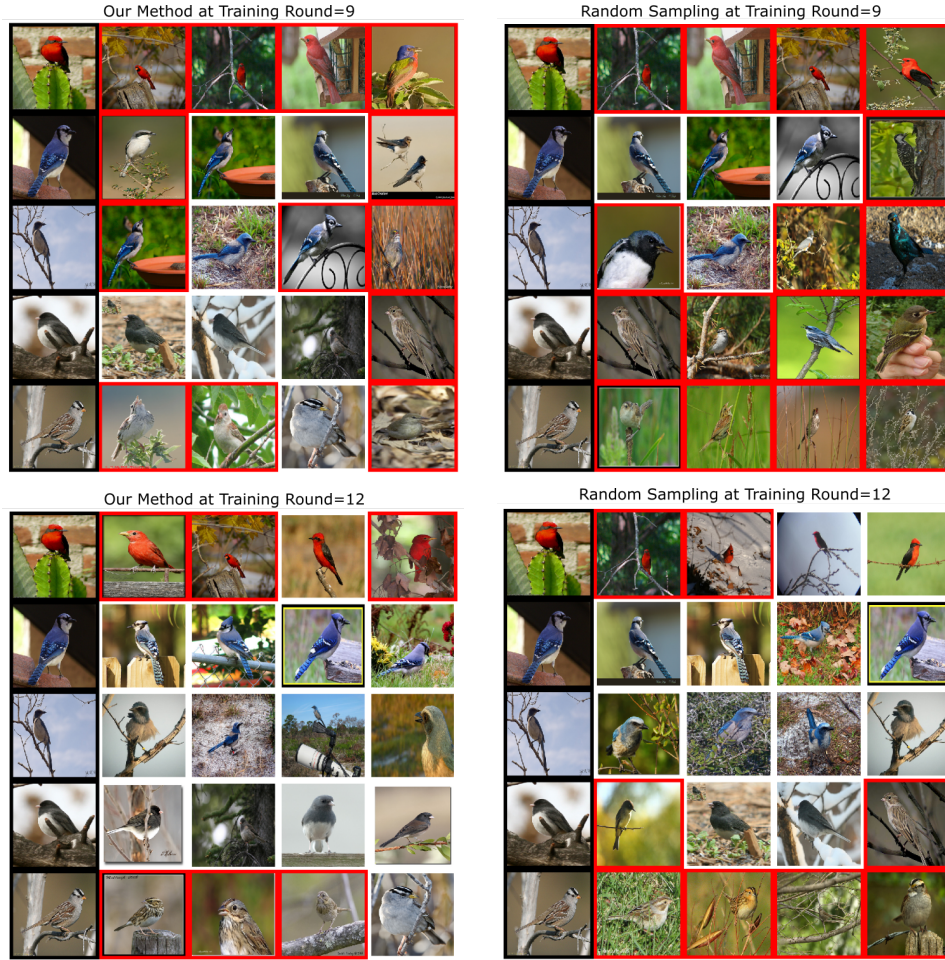 Our Method at Training Round=9
Random Sampling at Training Round=9
Our Method at Training Round=12
Random Sampling at Training Round=12